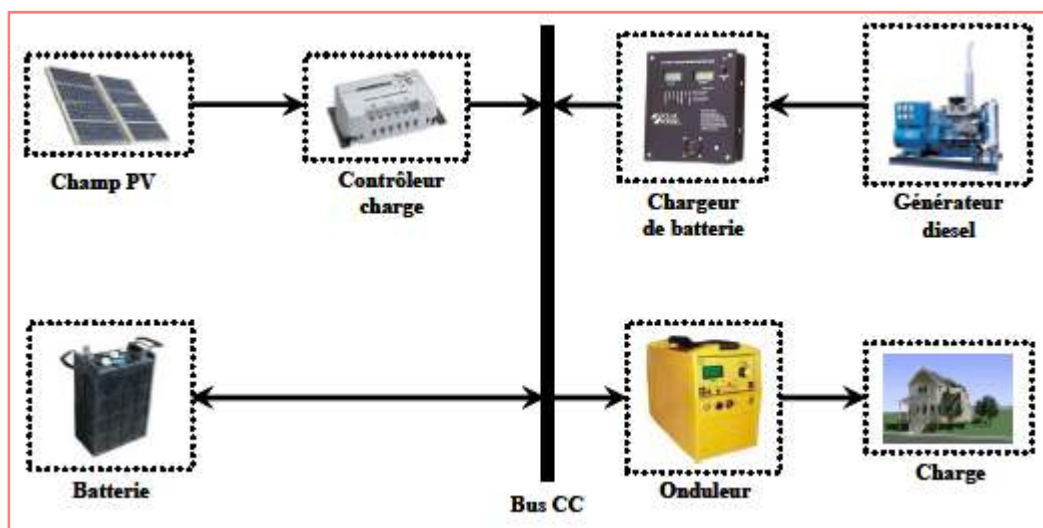 Champ PV
Contrôleur
charge
Chargeur
de batterie
Générateur
diesel
Batterie
Bus CC
Onduleur
Charge